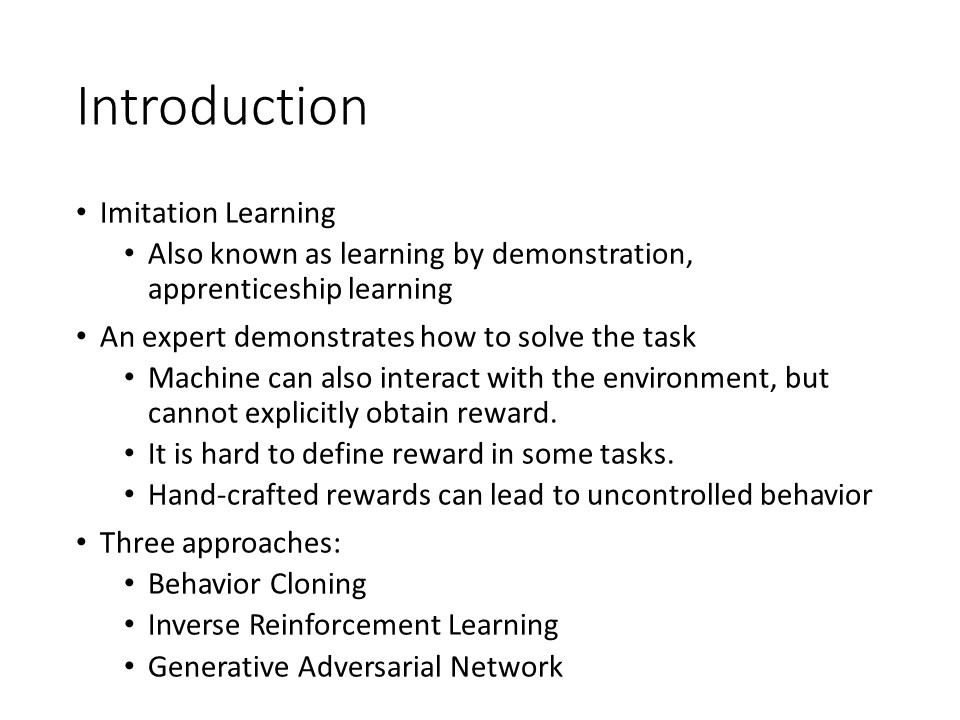 Introduction
• Imitation Learning
• Also known as learning by demonstration,
apprenticeship learning
• An expert demonstrates how to solve the task
• Machine can also interact with the environment, but
cannot explicitly obtain reward.
• It is hard to define reward in some tasks.
• Hand-crafted rewards can lead to uncontrolled behavior
• Three approaches:
• Behavior Cloning
• Inverse Reinforcement Learning
• Generative Adversarial Network